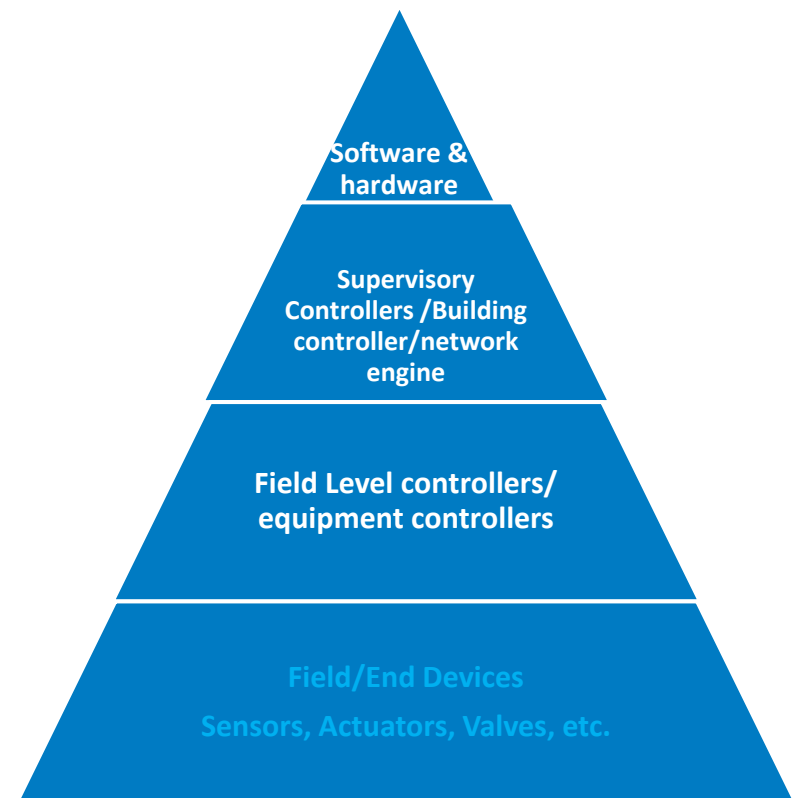 Software &
hardware
Supervisory
Controllers /Building
controller/network
engine
Field Level controllers/
equipment controllers
Field/End Devices
Sensors, Actuators, Valves, etc.